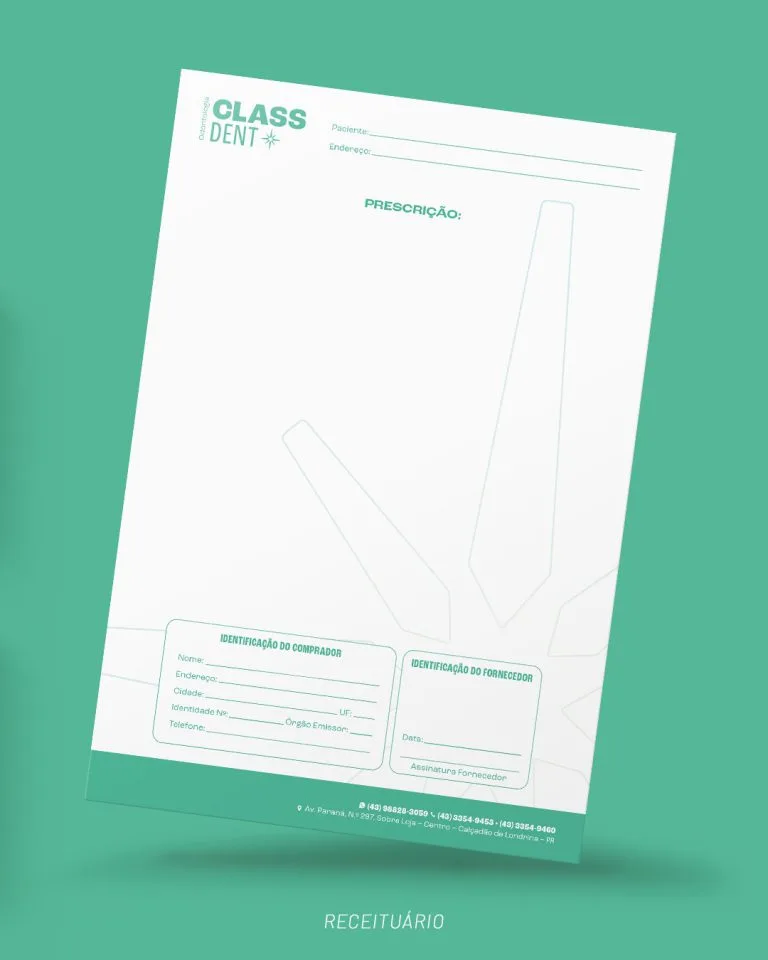 Odontologia
CLASS
DENT
Paciente:
Endereço:
PRESCRIÇÃO:
IDENTIFICAÇÃO DO COMPRADOR
Nome:
Endereço:
Cidade: UF:
Identidade Nº: Órgão Emissor:
Telefone:
IDENTIFICAÇÃO DO FORNECEDOR
Data:
Assinatura Fornecedor
(43) 98828-3059 (43) 3354-9453 • (43) 3354-9460
Av. Paraná, N.º 297, Sobre Loja – Centro – Calçadão de Londrina – PR
RECEITUÁRIO